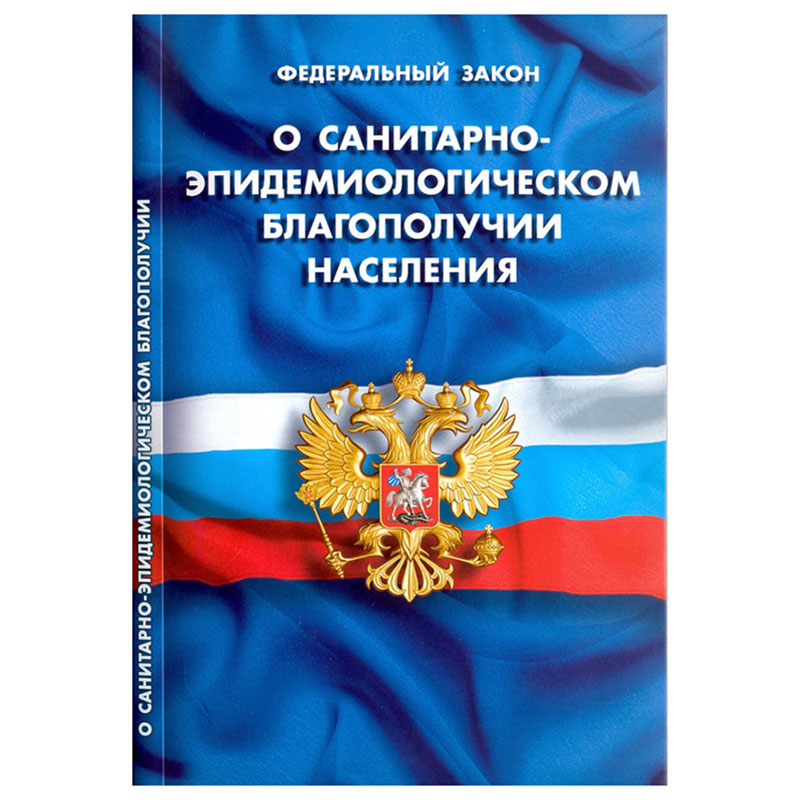 ФЕДЕРАЛЬНЫЙ ЗАКОН
О САНИТАРНО-
ЭПИДЕМИОЛОГИЧЕСКОМ
БЛАГОПОЛУЧИИ
НАСЕЛЕНИЯ
О САНИТАРНО-ЭПИДЕМИОЛОГИЧЕСКОМ БЛАГОПОЛУЧИИ